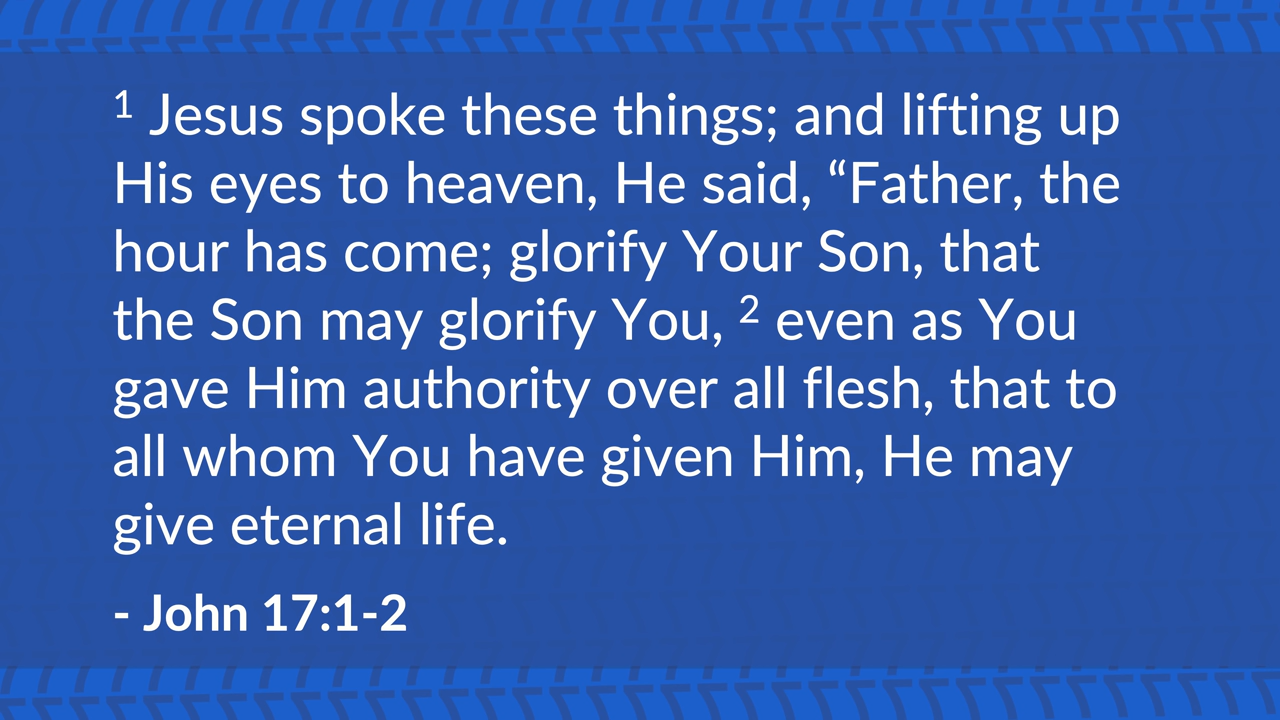 1 Jesus spoke these things; and lifting up
His eyes to heaven, He said, “Father, the
hour has come; glorify Your Son, that
the Son may glorify You, 2 even as You
gave Him authority over all flesh, that to
all whom You have given Him, He may
give eternal life.
- John 17:1-2